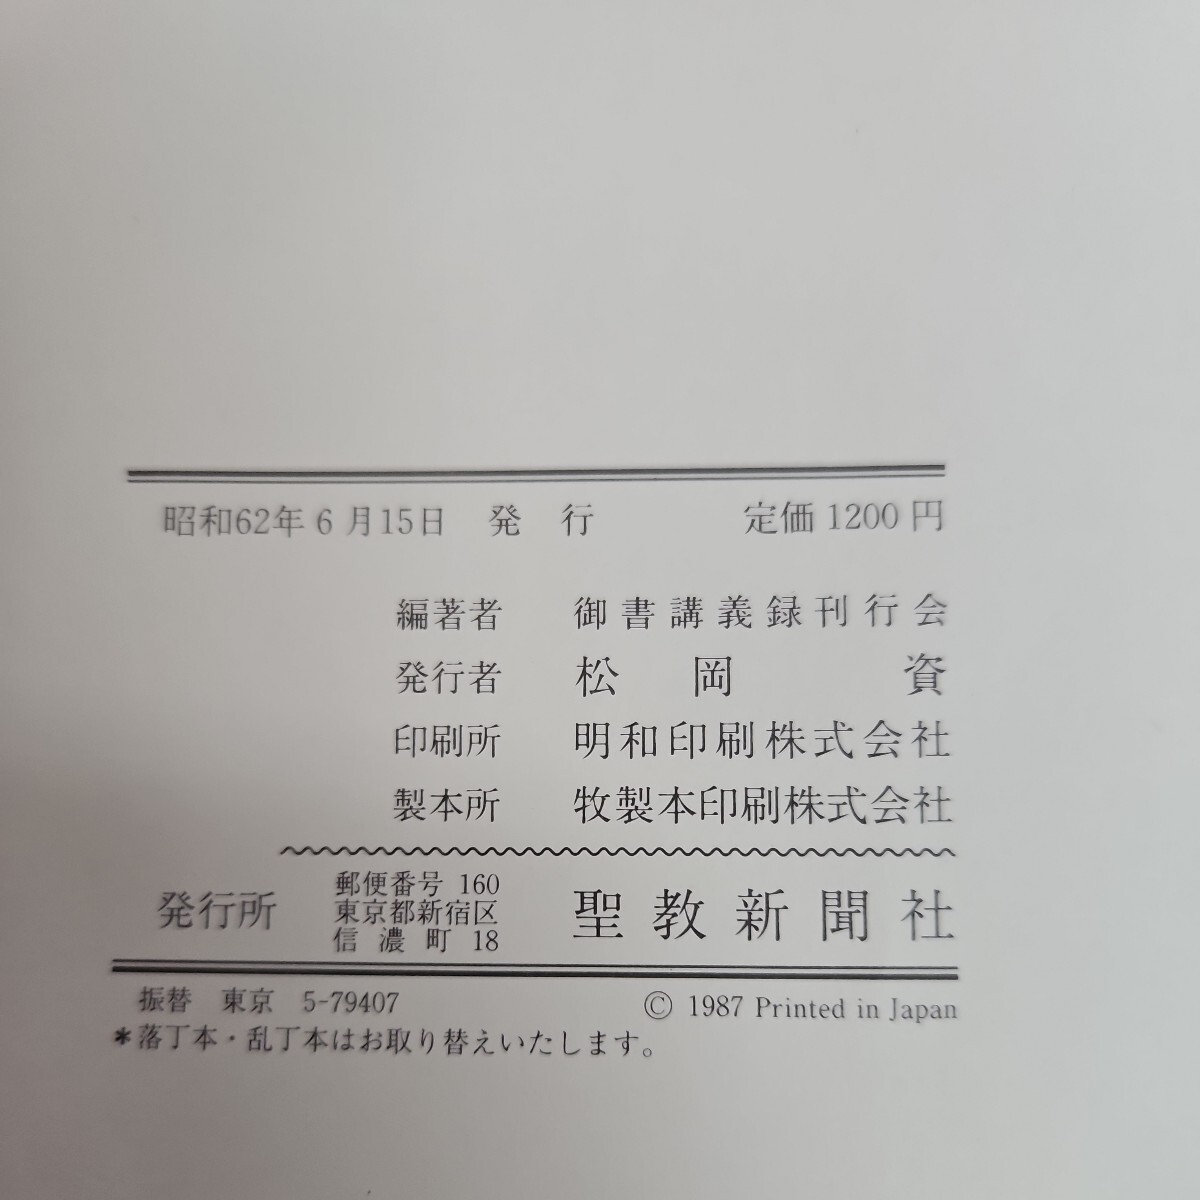 昭和62年6月15日 発 行 定価1200円
編著者 御書講義録刊行会
発行者 松岡 資
印刷所 明和印刷株式会社
製本所 牧製本印刷株式会社
発行所 郵便番号 160
東京都新宿区
信濃町 18
聖教新聞社
振替 東京 5-79407 © 1987 Printed in Japan
*落丁本・乱丁本はお取り替えいたします。